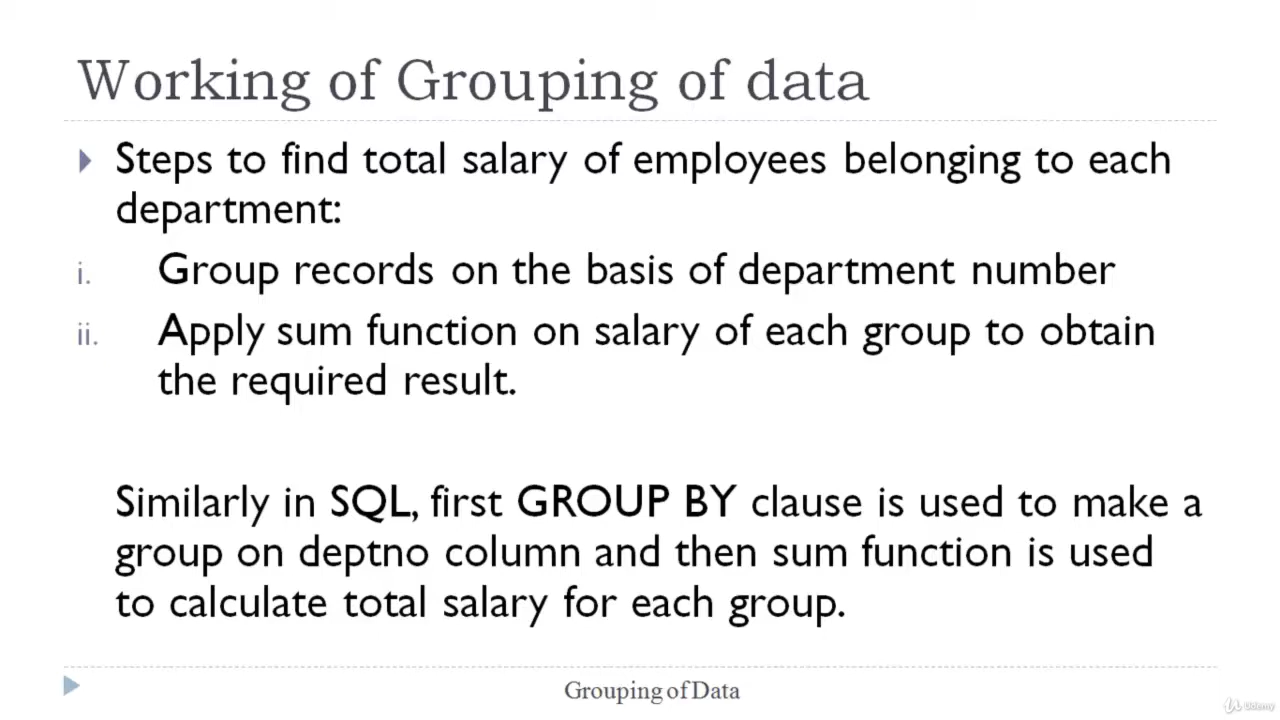 Working of Grouping of data
Steps to find total salary of employees belonging to each
department:
i. Group records on the basis of department number
ii. Apply sum function on salary of each group to obtain
the required result.
Similarly in SQL, first GROUP BY clause is used to make a
group on deptno column and then sum function is used
to calculate total salary for each group.
Grouping of Data
Udemy